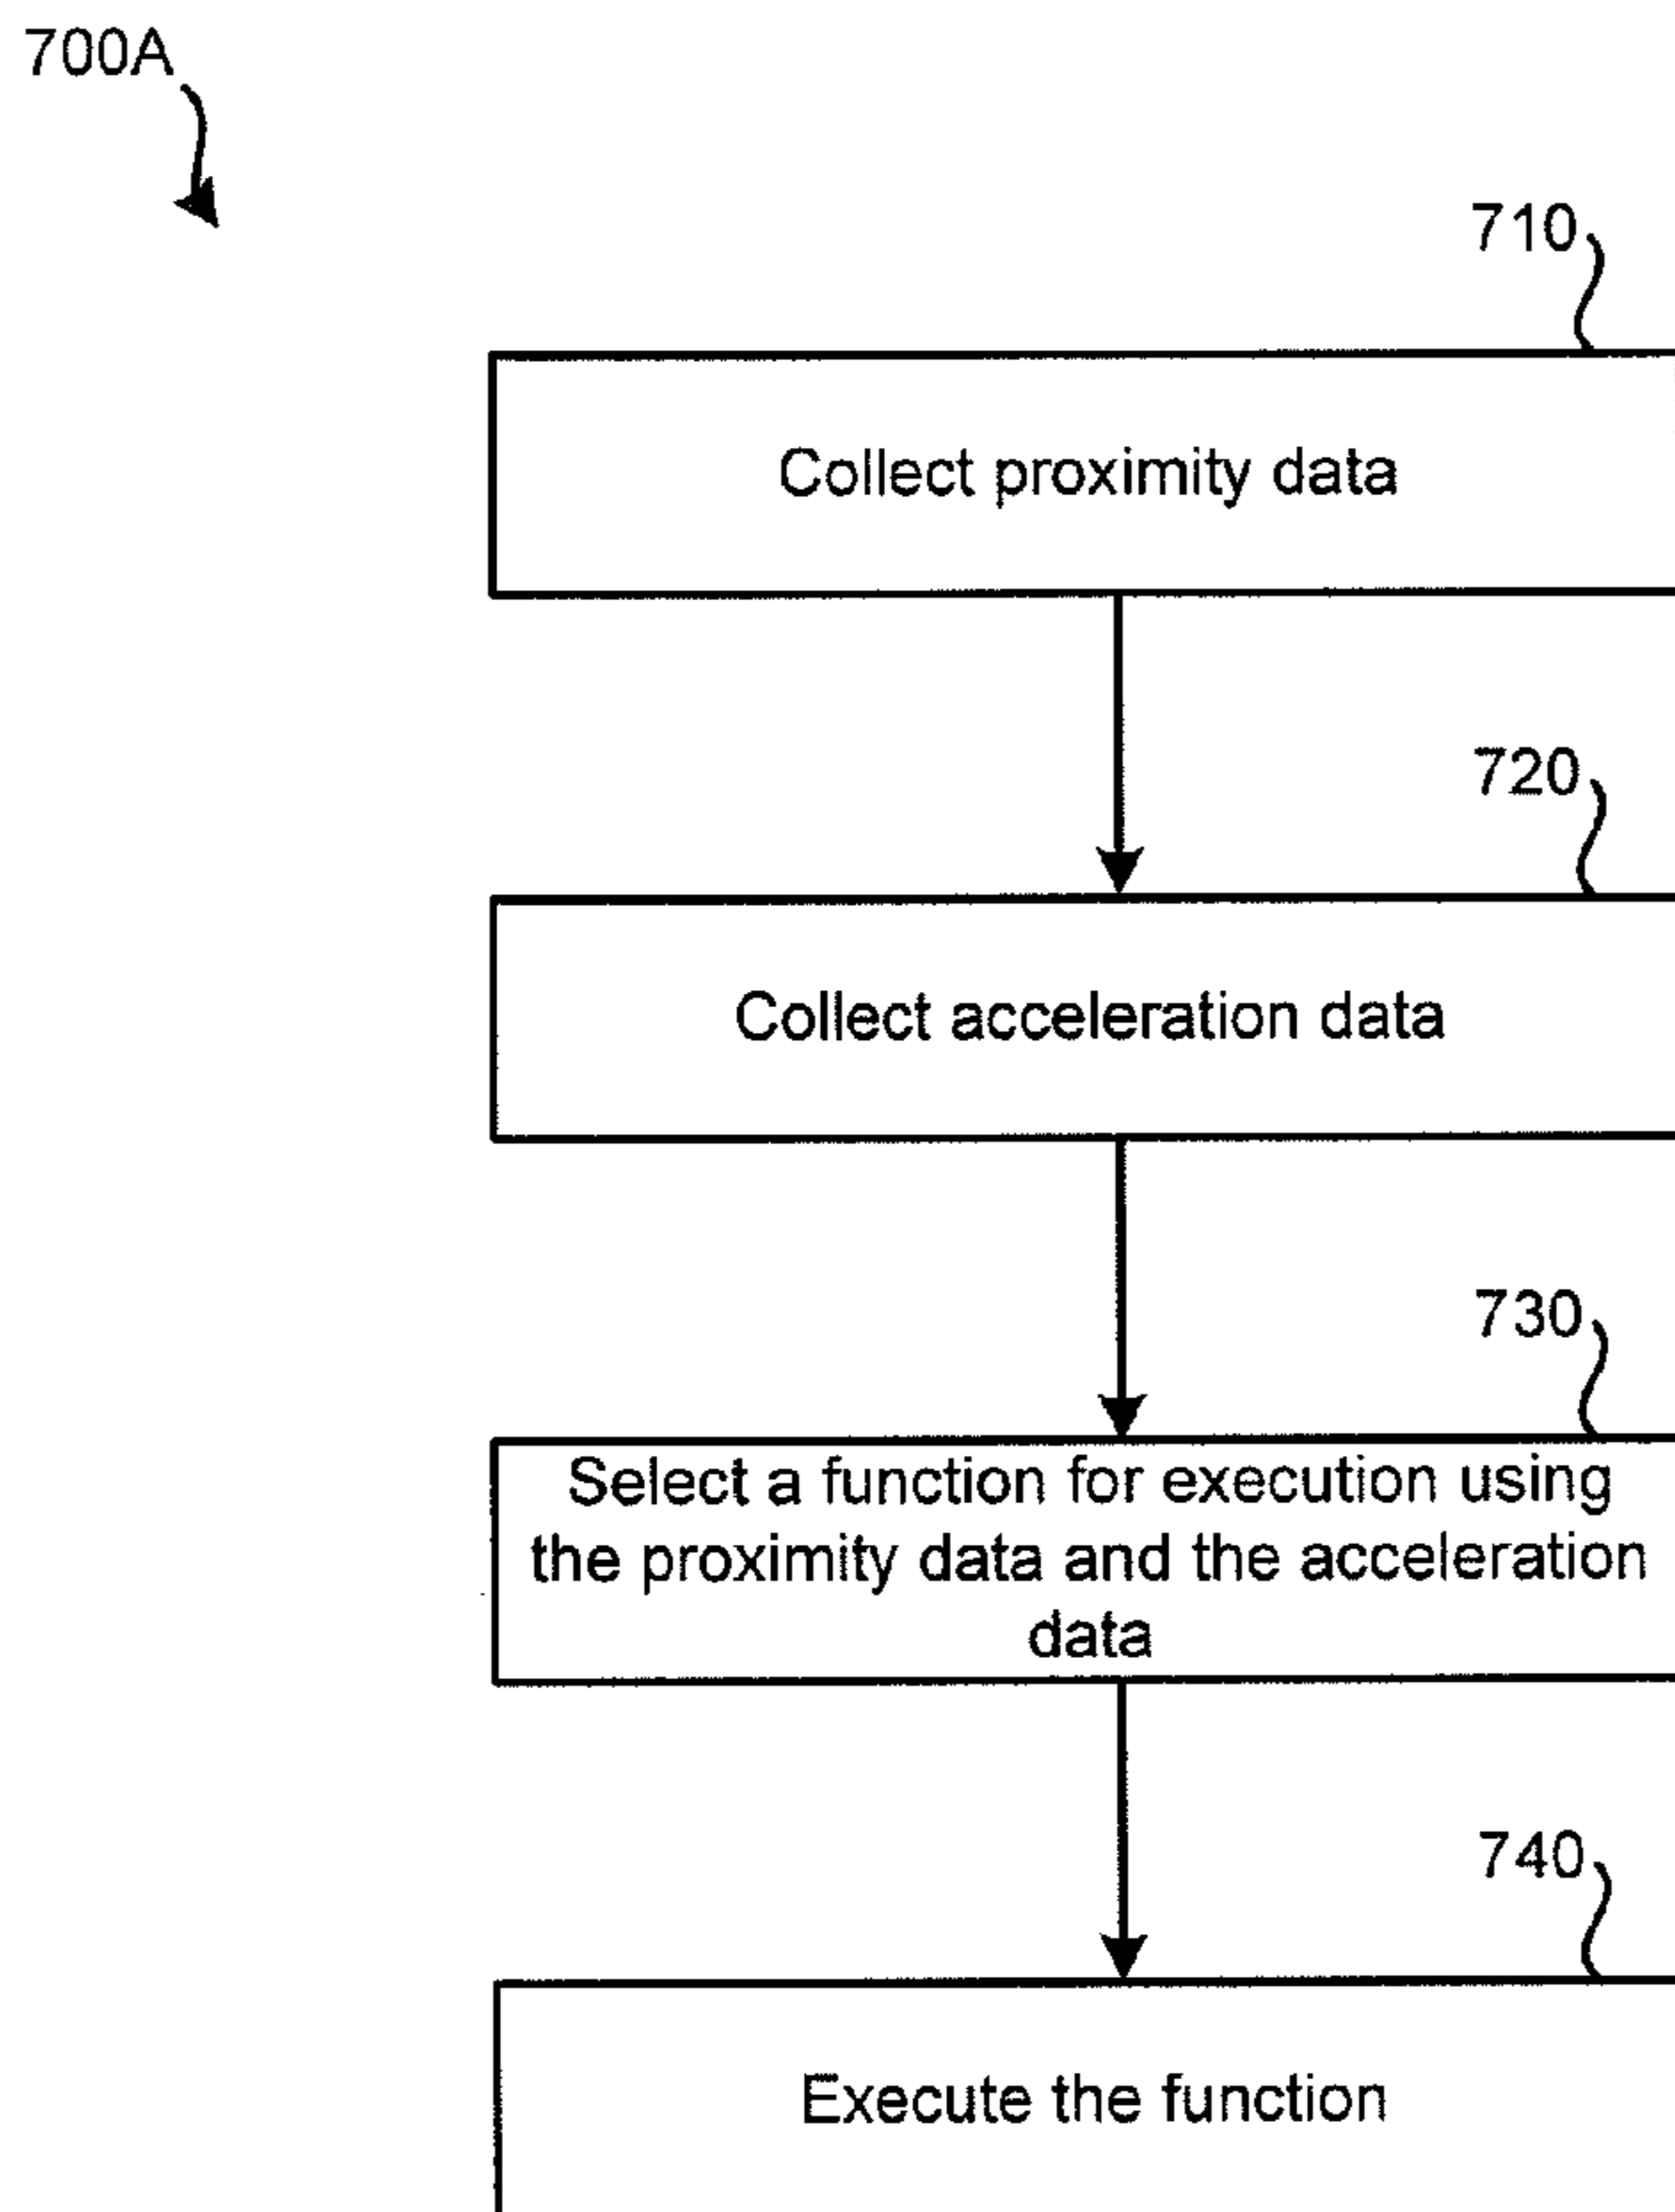 700A
710
Collect proximity data
720
Collect acceleration data
730
Select a function for execution using
the proximity data and the acceleration
data
740
Execute the function